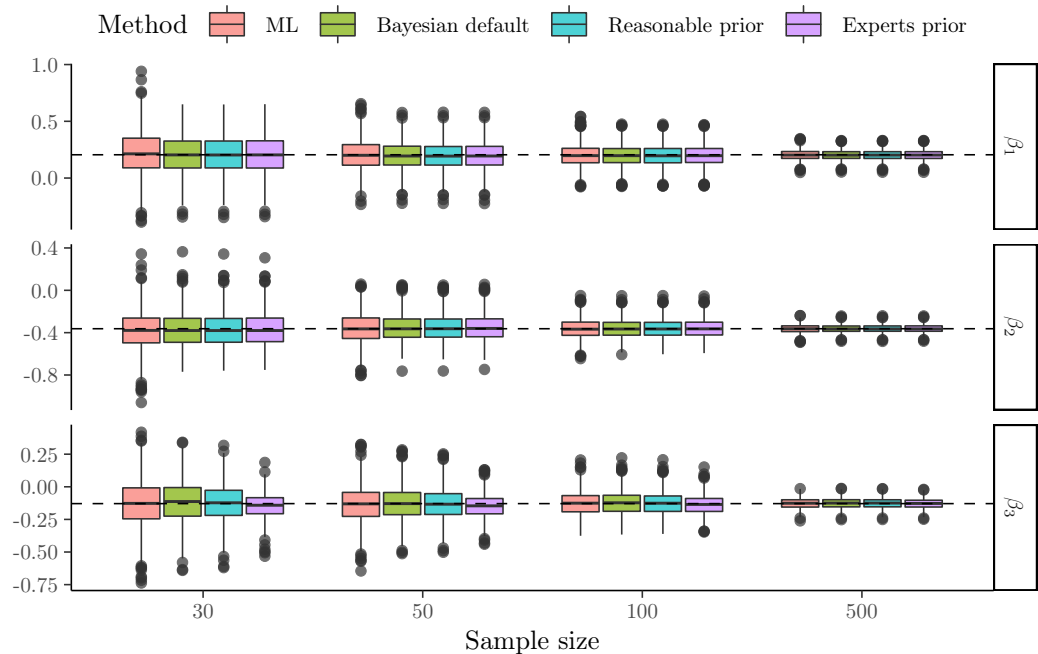 Method ML Bayesian default Reasonable prior Experts prior
1.0
0.5
0.0
β1
0.4
0.0
-0.4
-0.8
β2
0.25
0.00
-0.25
-0.50
-0.75
β3
30 50 100 500
Sample size